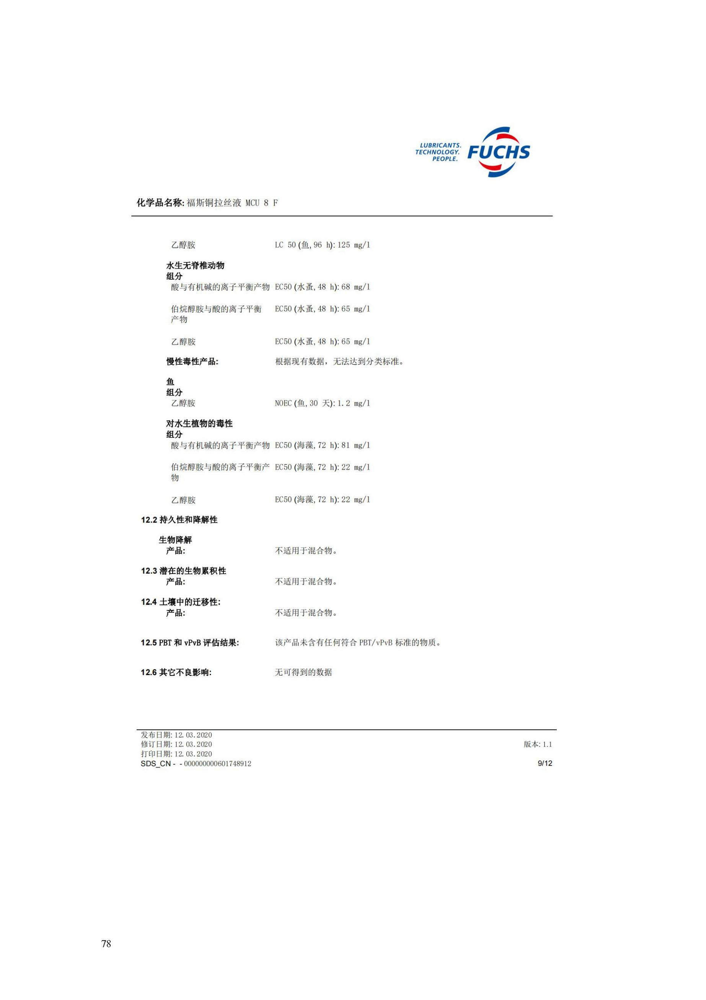 LUBRICANTS.
TECHNOLOGY.
PEOPLE.
FUCHS
化学品名称: 福斯铜拉丝液 MCU 8 F
乙醇胺 LC 50 (鱼, 96 h): 125 mg/l
水生无脊椎动物
组分
酸与有机碱的离子平衡产物 EC50 (水蚤, 48 h): 68 mg/l
伯烷醇胺与酸的离子平衡 EC50 (水蚤, 48 h): 65 mg/l
产物
乙醇胺 EC50 (水蚤, 48 h): 65 mg/l
慢性毒性产品: 根据现有数据，无法达到分类标准。
鱼
组分
乙醇胺 NOEC (鱼, 30 天): 1.2 mg/l
对水生植物的毒性
组分
酸与有机碱的离子平衡产物 EC50 (海藻, 72 h): 81 mg/l
伯烷醇胺与酸的离子平衡产 EC50 (海藻, 72 h): 22 mg/l
物
乙醇胺 EC50 (海藻, 72 h): 22 mg/l
12.2 持久性和降解性
生物降解
产品: 不适用于混合物。
12.3 潜在的生物累积性
产品: 不适用于混合物。
12.4 土壤中的迁移性:
产品: 不适用于混合物。
12.5 PBT 和 vPvB 评估结果: 该产品未含有任何符合 PBT/vPvB 标准的物质。
12.6 其它不良影响: 无可得到的数据
发布日期: 12.03.2020
修订日期: 12.03.2020 版本: 1.1
打印日期: 12.03.2020
SDS_CN - - 000000000601748912 9/12
78